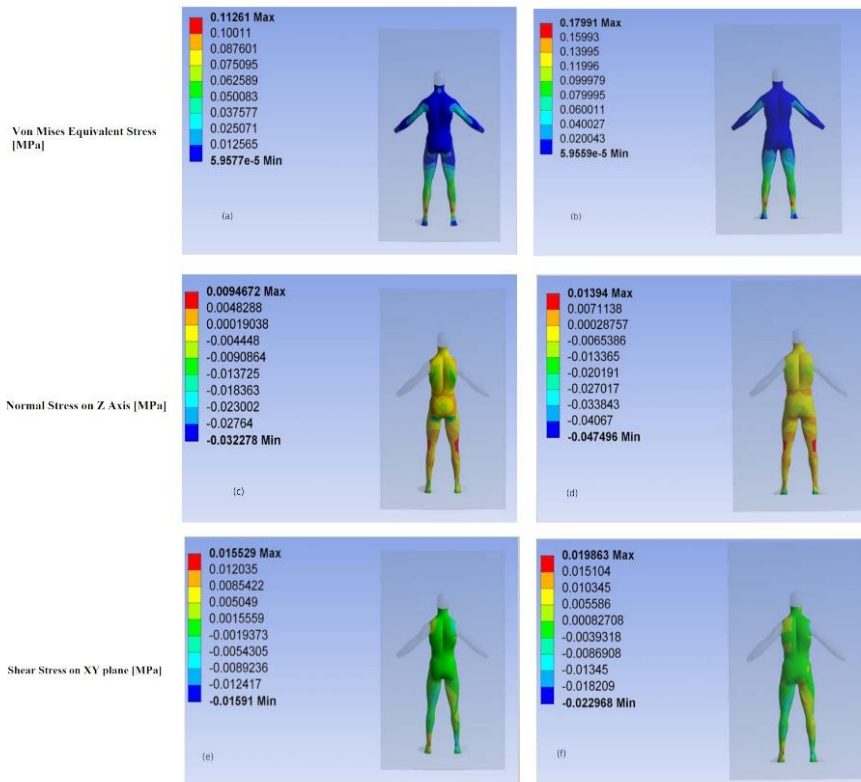 Von Mises Equivalent Stress
[MPa]
0.11261 Max
0.10011
0.087601
0.075095
0.062589
0.050083
0.037577
0.025071
0.012565
5.9577e-5 Min
(a)
0.17991 Max
0.15993
0.13995
0.11996
0.099979
0.079995
0.060011
0.040027
0.020043
5.9559e-5 Min
(b)
Normal Stress on Z Axis [MPa]
0.0094672 Max
0.0048288
0.00019038
-0.004448
-0.0090864
-0.013725
-0.018363
-0.023002
-0.02764
-0.032278 Min
(c)
0.01394 Max
0.0071138
0.00028757
-0.0065386
-0.013365
-0.020191
-0.027017
-0.033843
-0.04067
-0.047496 Min
(d)
Shear Stress on XY plane [MPa]
0.015529 Max
0.012035
0.0085422
0.005049
0.0015559
-0.0019373
-0.0054305
-0.0089236
-0.012417
-0.01591 Min
(e)
0.019863 Max
0.015104
0.010345
0.005586
0.00082708
-0.0039318
-0.0086908
-0.01345
-0.018209
-0.022968 Min
(f)